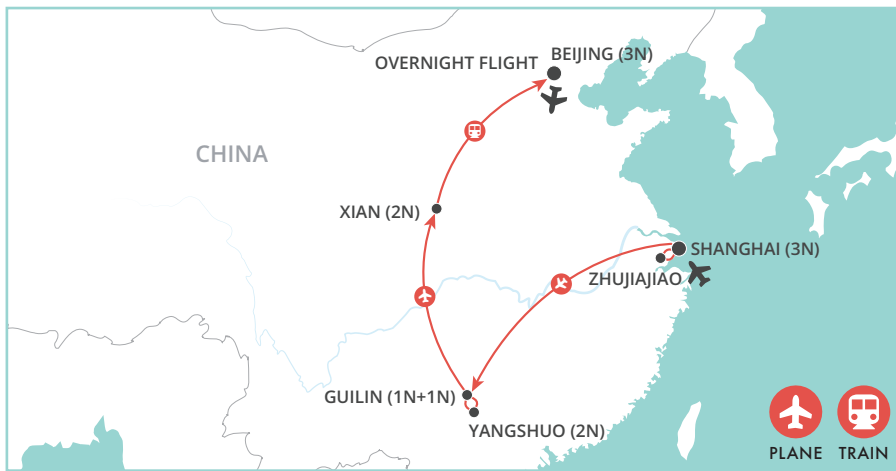 OVERNIGHT FLIGHT
BEIJING (3N)
CHINA
XIAN (2N)
SHANGHAI (3N)
ZHUJIAJIAO
GUILIN (1N+1N)
YANGSHUO (2N)
PLANE
TRAIN